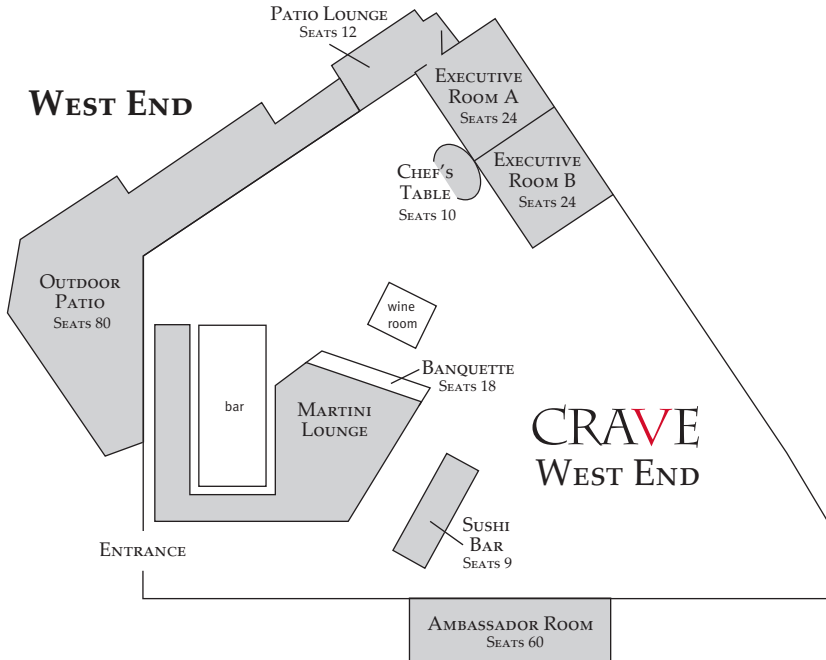 Patio Lounge
Seats 12
West End
Executive
Room A
Seats 24
Executive
Room B
Seats 24
Chef's
Table
Seats 10
Outdoor
Patio
Seats 80
wine
room
Banquette
Seats 18
bar
Martini
Lounge
CRAVE
West End
Sushi
Bar
Seats 9
Entrance
Ambassador Room
Seats 60